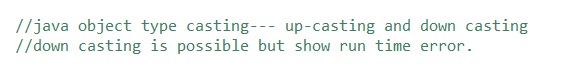 //java object type casting--- up-casting and down casting
//down casting is possible but show run time error.